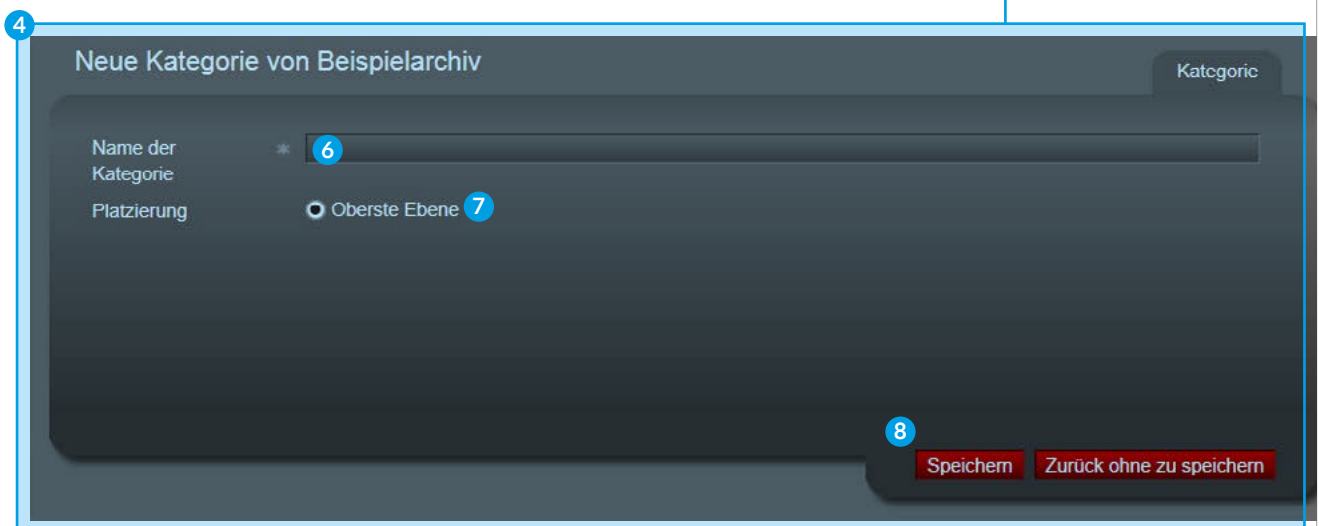 4
Neue Kategorie von Beispielarchiv
Kategorie
Name der
Kategorie
* 6
Platzierung
Oberste Ebene 7
8
Speichern Zurück ohne zu speichern